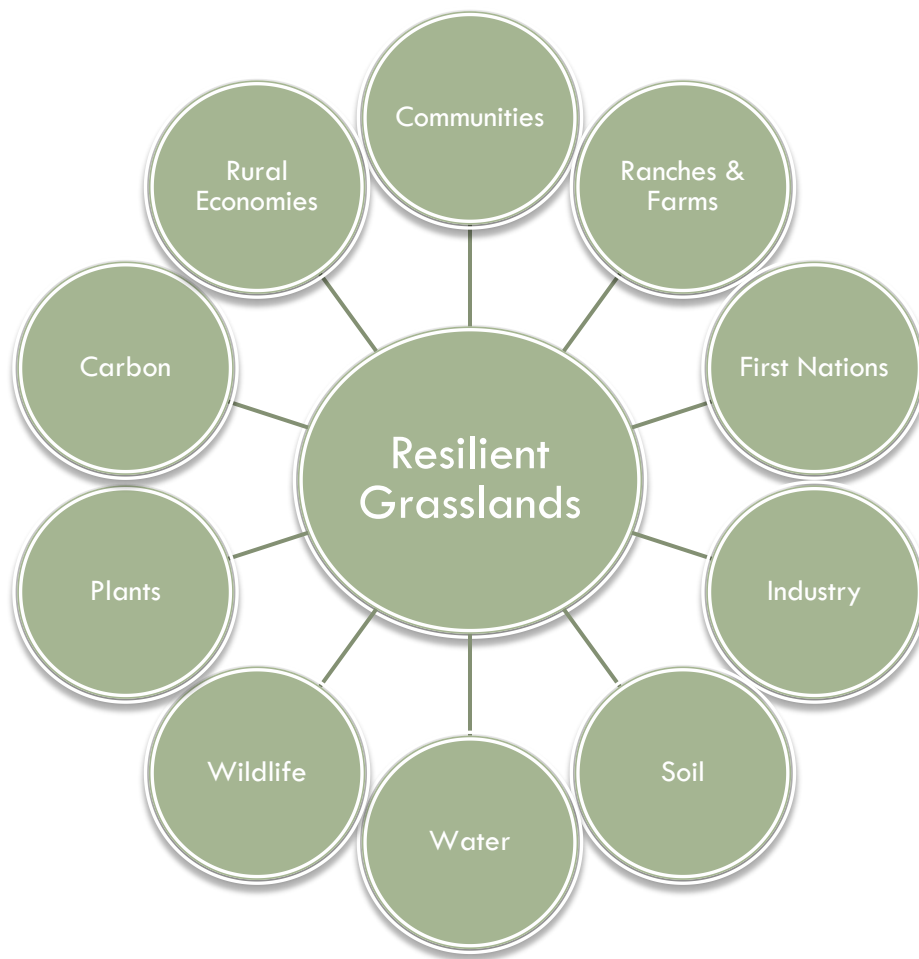 Communities
Rural
Economies
Ranches &
Farms
Carbon
First Nations
Resilient
Grasslands
Plants
Industry
Wildlife
Soil
Water